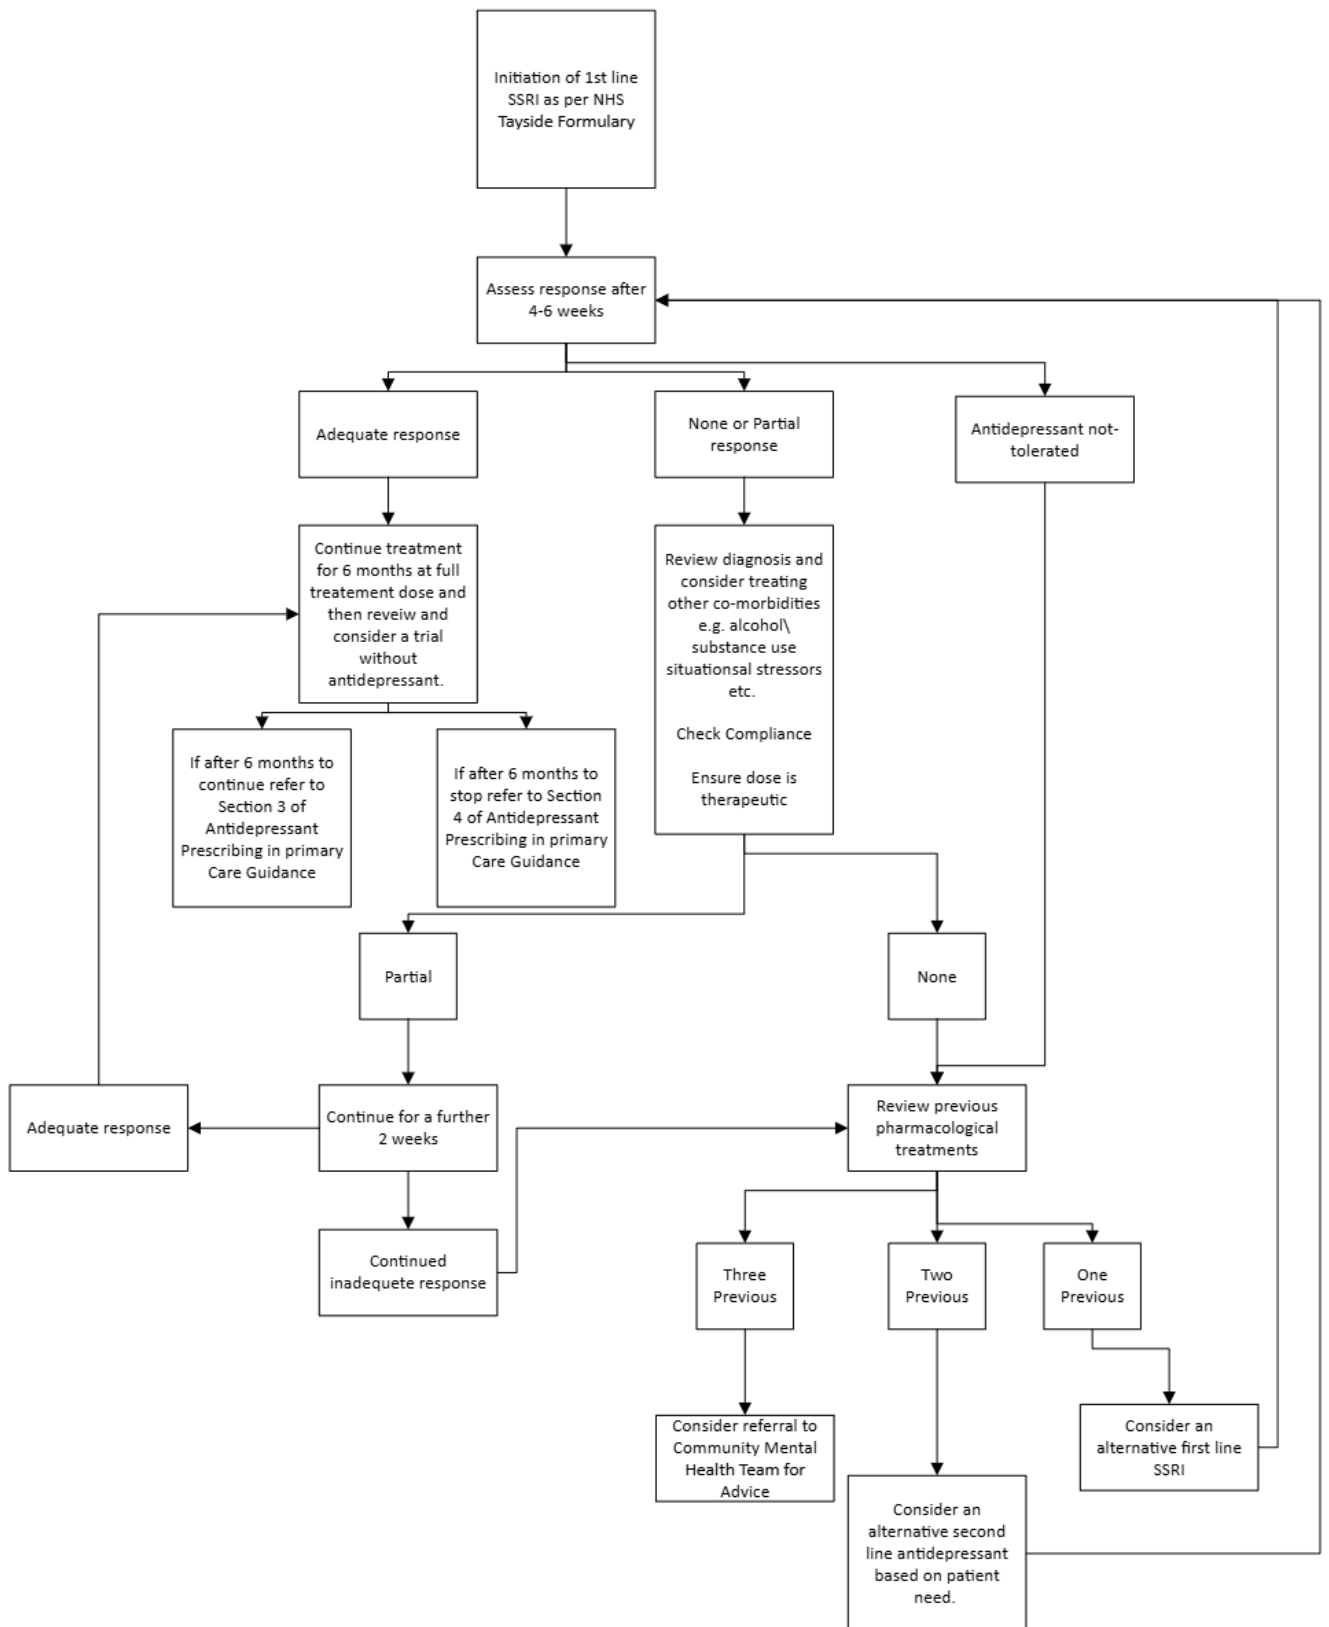 Initiation of 1st line
SSRI as per NHS
Tayside Formulary
Assess response after
4-6 weeks
Adequate response
None or Partial
response
Antidepressant not-
tolerated
Continue treatment
for 6 months at full
treatement dose and
then reveiw and
consider a trial
without
antidepressant.
Review diagnosis and
consider treating
other co-morbidities
e.g. alcohol\
substance use
situationsal stressors
etc.
Check Compliance
Ensure dose is
therapeutic
If after 6 months to
continue refer to
Section 3 of
Antidepressant
Prescribing in primary
Care Guidance
If after 6 months to
stop refer to Section
4 of Antidepressant
Prescribing in primary
Care Guidance
Partial
None
Adequate response
Continue for a further
2 weeks
Review previous
pharmacological
treatments
Continued
inadequete response
Three
Previous
Two
Previous
One
Previous
Consider referral to
Community Mental
Health Team for
Advice
Consider an
alternative first line
SSRI
Consider an
alternative second
line antidepressant
based on patient
need.